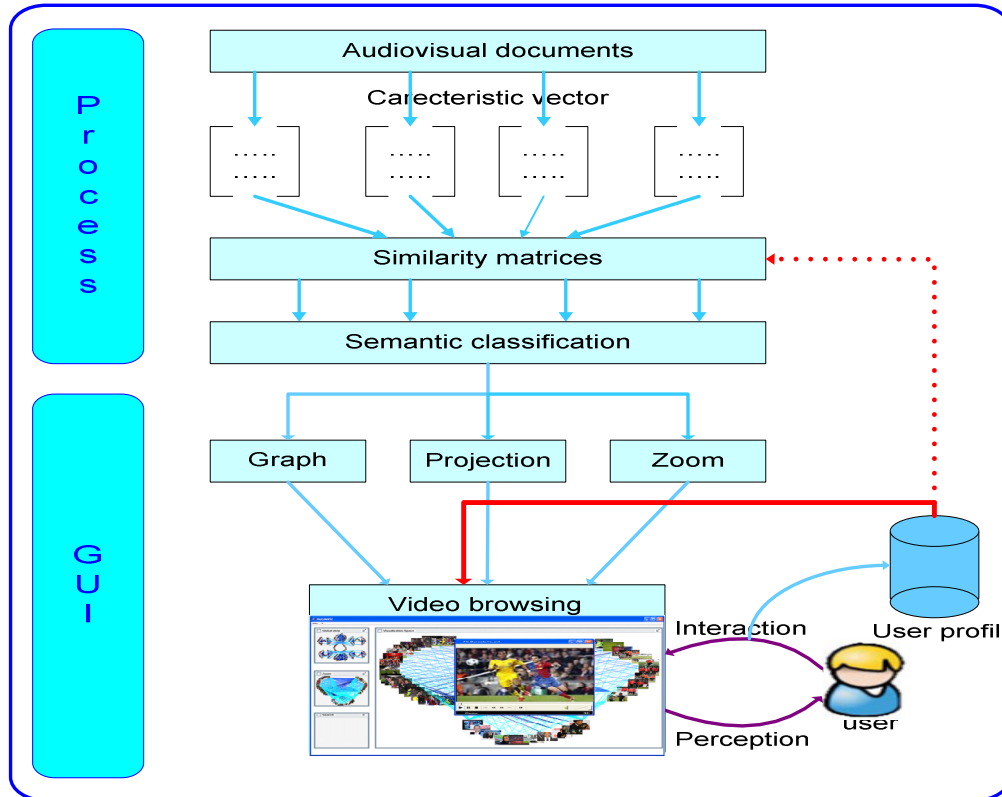 Process
Audiovisual documents
Carecteristic vector
.....
.....
.....
.....
.....
.....
.....
.....
Similarity matrices
Semantic classification
GUI
Graph
Projection
Zoom
Video browsing
Interaction
User profil
user
Perception